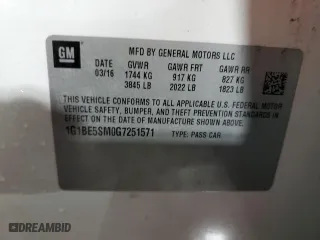 GM
MFD BY GENERAL MOTORS LLC
03/16 GVWR GAWR FRT GAWR RR
1744 KG 917 KG 827 KG
3845 LB 2022 LB 1823 LB
THIS VEHICLE CONFORMS TO ALL APPLICABLE U.S. FEDERAL MOTOR
VEHICLE SAFETY, BUMPER, AND THEFT PREVENTION STANDARDS
IN EFFECT ON THE DATE OF MANUFACTURE SHOWN ABOVE.
1G1BE5SM0G7251571 TYPE: PASS CAR
DREAMBID